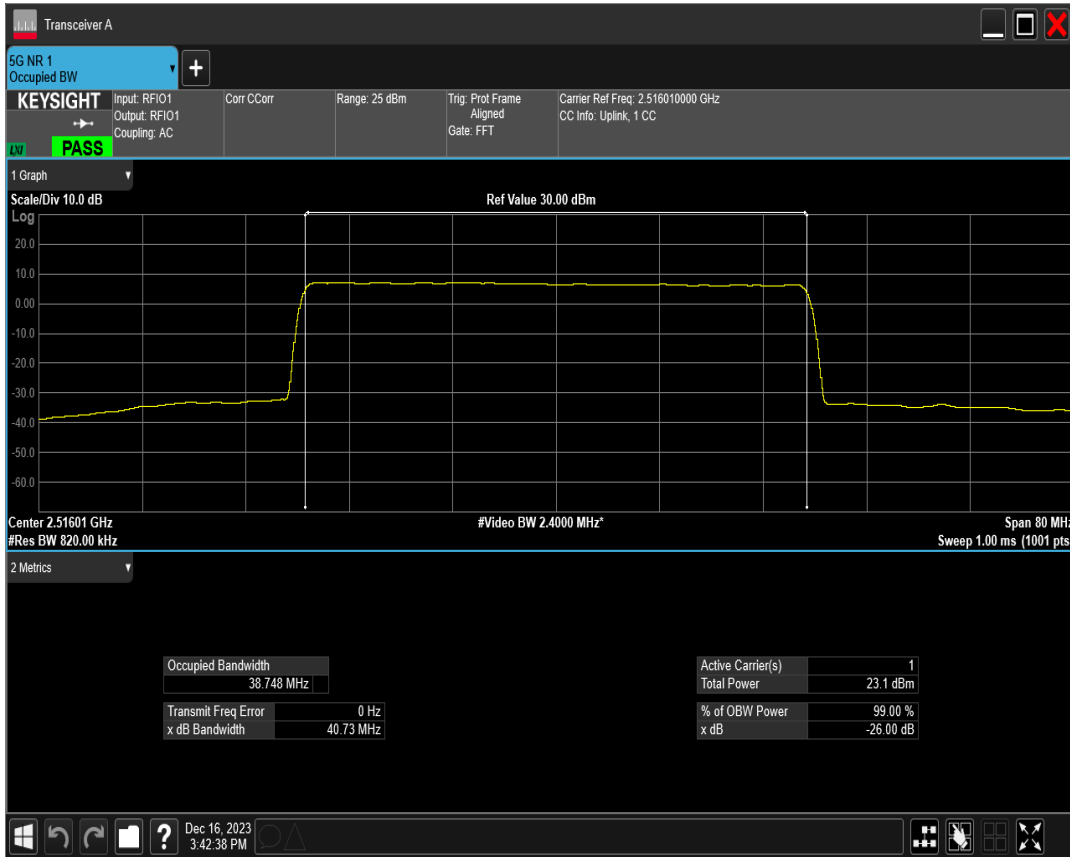 Transceiver A
5G NR 1
Occupied BW
KEYSIGHT
LXI
PASS
Input: RFIO1
Output: RFIO1
Coupling: AC
Corr CCorr
Range: 25 dBm
Trig: Prot Frame
Aligned
Gate: FFT
Carrier Ref Freq: 2.516010000 GHz
CC Info: Uplink, 1 CC
1 Graph
Scale/Div 10.0 dB
Ref Value 30.00 dBm
Log
20.0
10.0
0.00
-10.0
-20.0
-30.0
-40.0
-50.0
-60.0
Center 2.51601 GHz
#Video BW 2.4000 MHz*
Span 80 MHz
#Res BW 820.00 kHz
Sweep 1.00 ms (1001 pts
2 Metrics
Occupied Bandwidth
38.748 MHz
Transmit Freq Error 0 Hz
x dB Bandwidth 40.73 MHz
Active Carrier(s) 1
Total Power 23.1 dBm
% of OBW Power 99.00 %
x dB -26.00 dB
?
Dec 16, 2023
3:42:38 PM